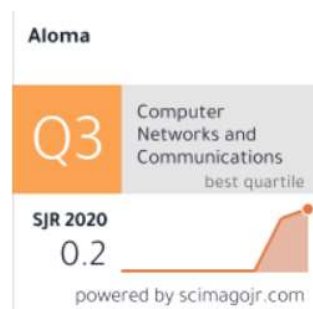 Aloma
Q3
Computer
Networks and
Communications
best quartile
SJR 2020
0.2
powered by scimagojr.com